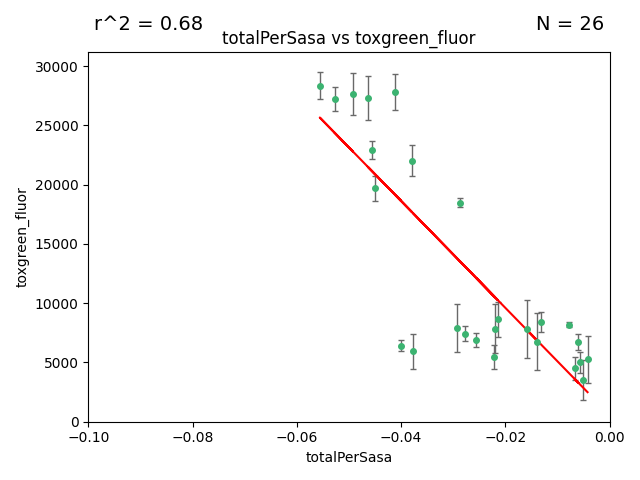 r^2 = 0.68
N = 26
totalPerSasa vs toxgreen_fluor
toxgreen_fluor
30000
25000
20000
15000
10000
5000
0
−0.10
−0.08
−0.06
−0.04
−0.02
0.00
totalPerSasa